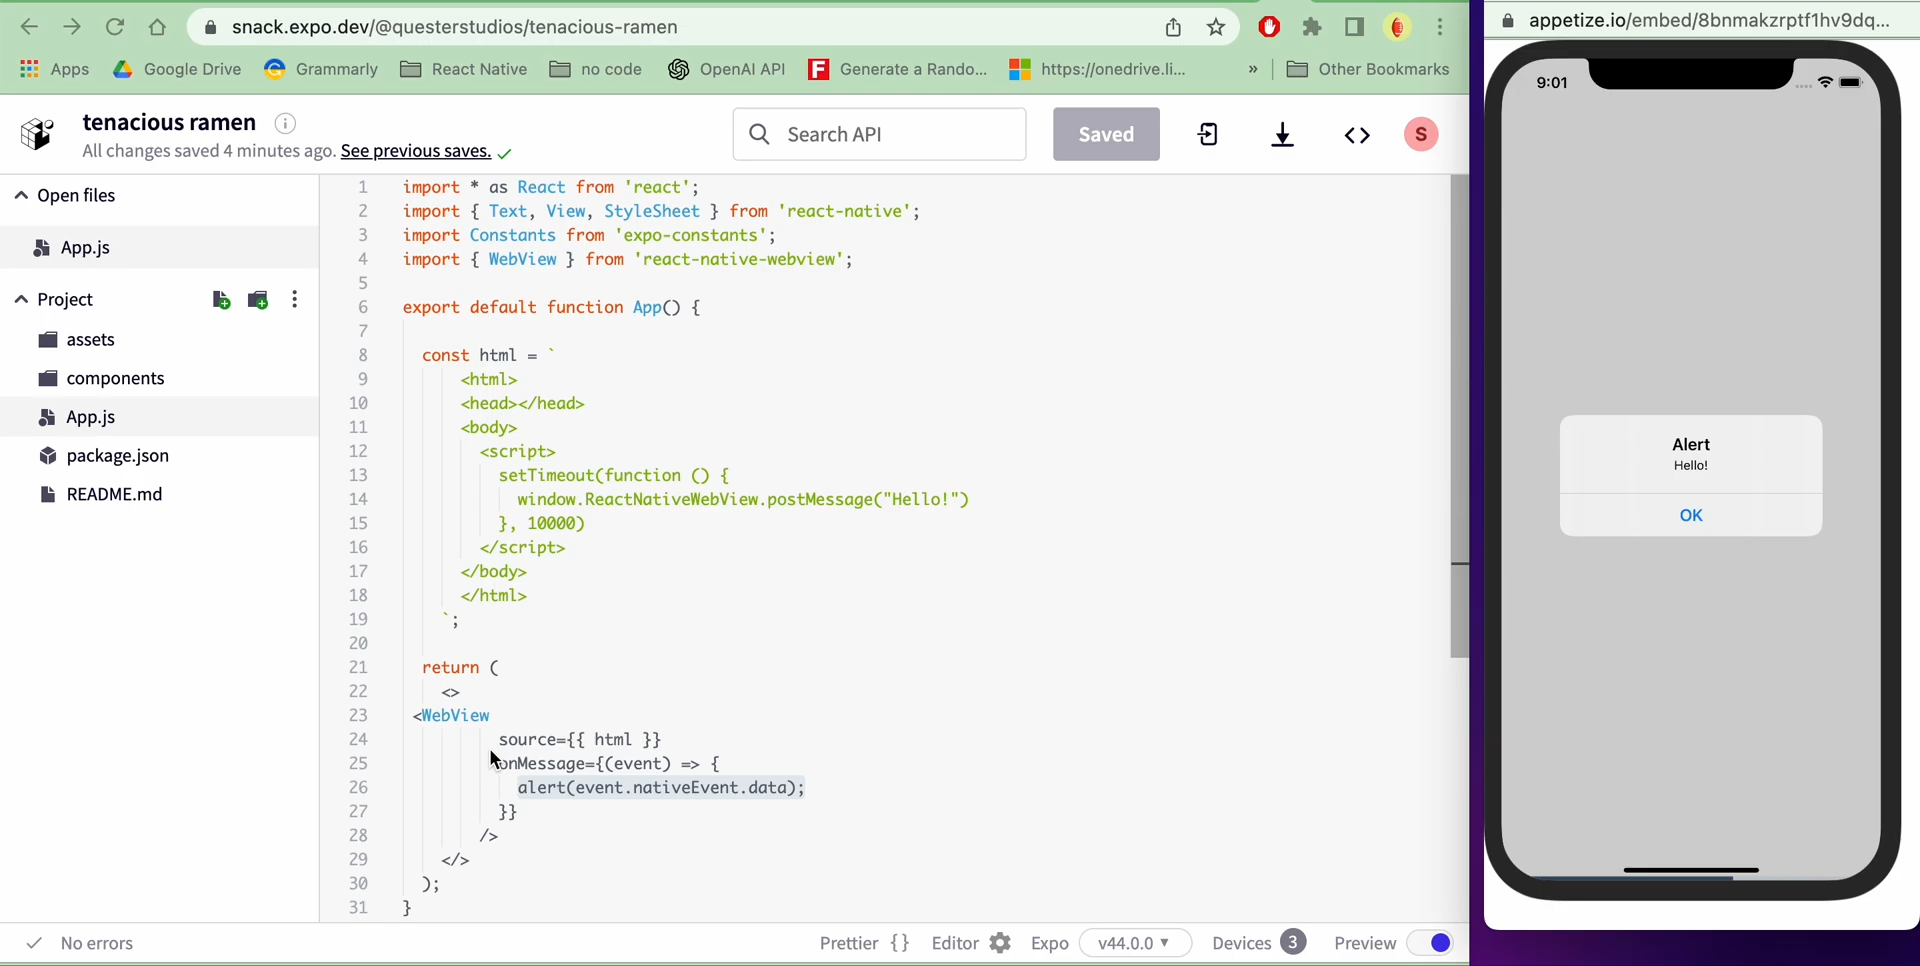 snack.expo.dev/@questerstudios/tenacious-ramen
Apps Google Drive Grammarly React Native no code OpenAI API Generate a Rando... https://onedrive.li... » Other Bookmarks
tenacious ramen
All changes saved 4 minutes ago. See previous saves.
Search API
Saved
S
Open files
App.js
Project
assets
components
App.js
package.json
README.md
1 import * as React from 'react';
2 import { Text, View, StyleSheet } from 'react-native';
3 import Constants from 'expo-constants';
4 import { WebView } from 'react-native-webview';
5
6 export default function App() {
7
8 const html = `
9 <html>
10 <head></head>
11 <body>
12 <script>
13 setTimeout(function () {
14 window.ReactNativeWebView.postMessage("Hello!")
15 }, 10000)
16 </script>
17 </body>
18 </html>
19 `;
20
21 return (
22 <>
23 <WebView
24 source={{ html }}
25 onMessage={(event) => {
26 alert(event.nativeEvent.data);
27 }}
28 />
29 </>
30 );
31 }
No errors
Prettier {} Editor Expo v44.0.0 Devices 3 Preview
appetize.io/embed/8bnmakzrptf1hv9dq...
9:01
Alert
Hello!
OK